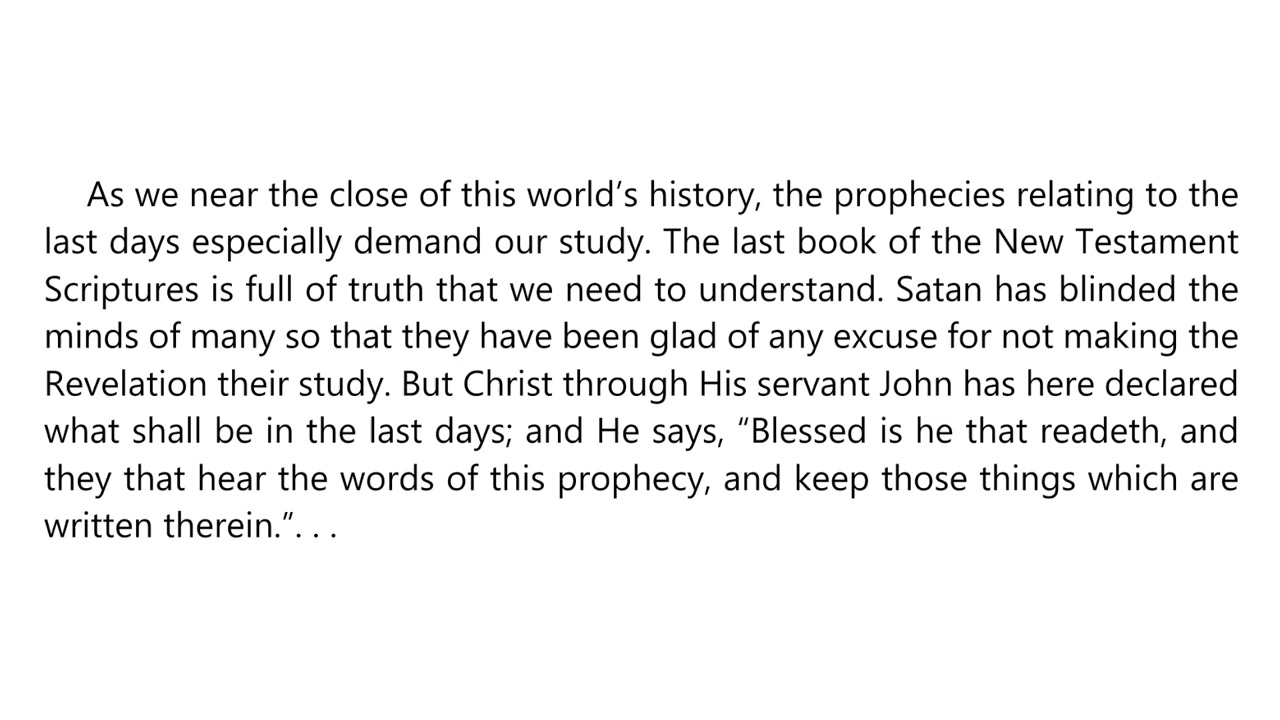 As we near the close of this world’s history, the prophecies relating to the
last days especially demand our study. The last book of the New Testament
Scriptures is full of truth that we need to understand. Satan has blinded the
minds of many so that they have been glad of any excuse for not making the
Revelation their study. But Christ through His servant John has here declared
what shall be in the last days; and He says, “Blessed is he that readeth, and
they that hear the words of this prophecy, and keep those things which are
written therein.”. . .